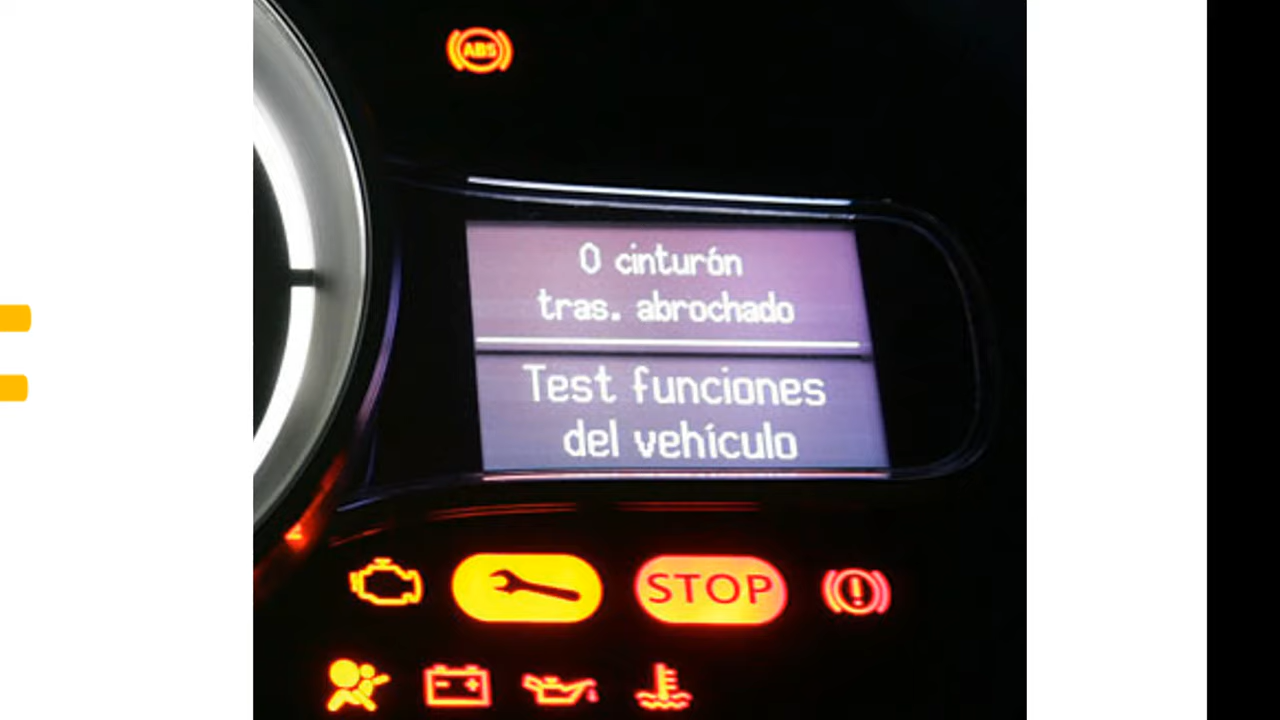 ABS
0 cinturón
tras. abrochado
Test funciones
del vehículo
STOP